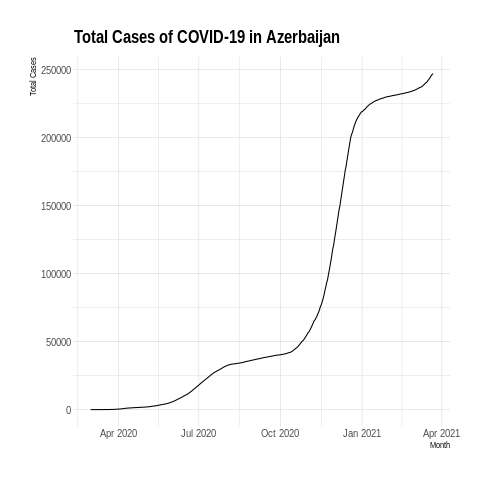 Total Cases of COVID-19 in Azerbaijan
Total Cases
250000
200000
150000
100000
50000
0
Apr 2020 Jul 2020 Oct 2020 Jan 2021 Apr 2021
Month